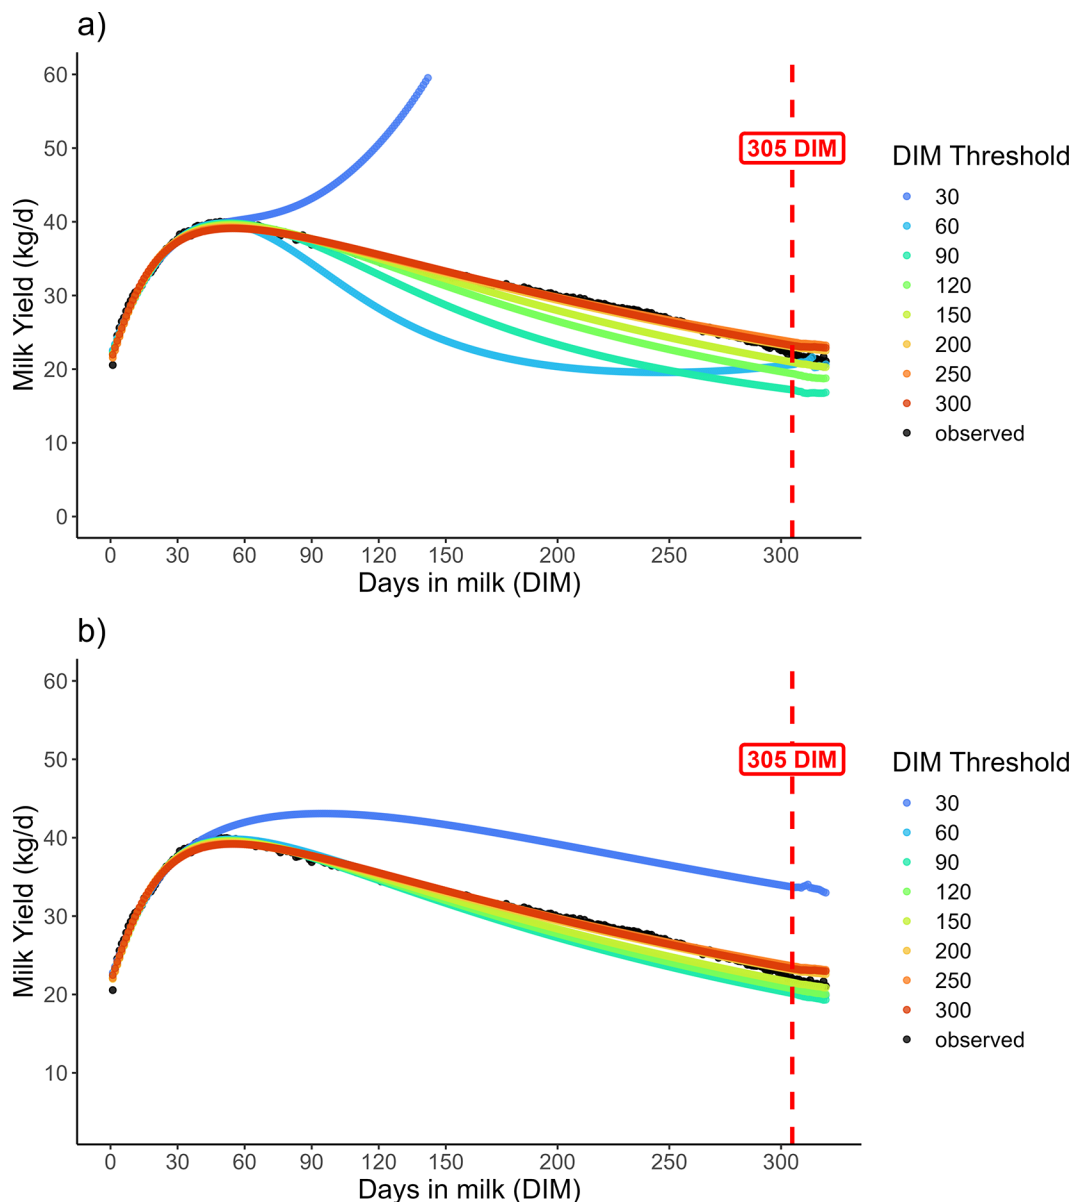 a)
Milk Yield (kg/d)
60
50
40
30
20
10
0
305 DIM
0 30 60 90 120 150 200 250 300
Days in milk (DIM)
DIM Threshold
30
60
90
120
150
200
250
300
observed
b)
Milk Yield (kg/d)
60
50
40
30
20
10
305 DIM
0 30 60 90 120 150 200 250 300
Days in milk (DIM)
DIM Threshold
30
60
90
120
150
200
250
300
observed